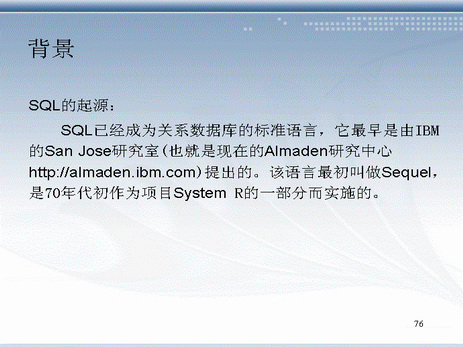 背景
SQL的起源：
SQL已经成为关系数据库的标准语言，它最早是由IBM
的San Jose研究室(也就是现在的Almaden研究中心
http://almaden.ibm.com)提出的。该语言最初叫做Sequel，
是70年代初作为项目System R的一部分而实施的。
76